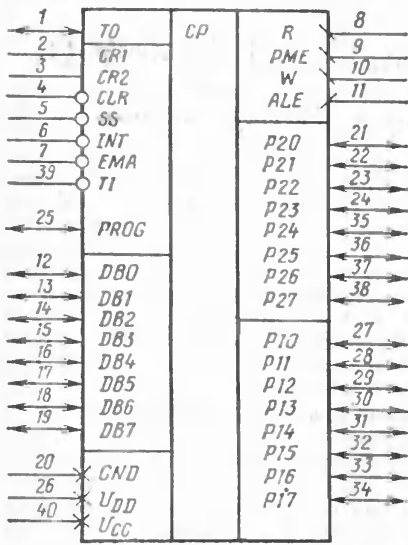 1 TO CP R 8
2 CR1 PME 9
3 CR2 W 10
4 CLR ALE 11
5 SS
6 INT P20 21
7 EMA P21 22
39 TI P22 23
P23 24
25 PROG P24 35
P25 36
12 DB0 P26 37
13 DB1 P27 38
14 DB2
15 DB3 P10 27
16 DB4 P11 28
17 DB5 P12 29
18 DB6 P13 30
19 DB7 P14 31
P15 32
20 GND P16 33
26 UDD P17 34
40 UCC